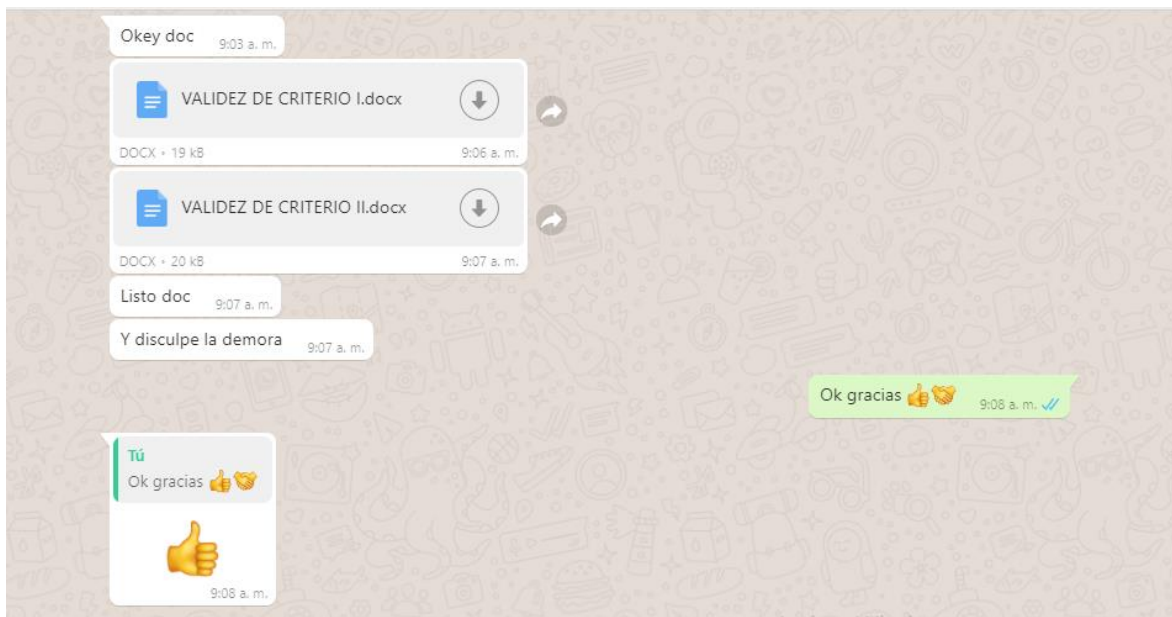 Okey doc
9:03 a. m.
VALIDEZ DE CRITERIO I.docx
DOCX • 19 kB
9:06 a. m.
VALIDEZ DE CRITERIO II.docx
DOCX • 20 kB
9:07 a. m.
Listo doc
9:07 a. m.
Y disculpe la demora
9:07 a. m.
Ok gracias 👍🤝
9:08 a. m.
Tú
Ok gracias 👍🤝
👍
9:08 a. m.